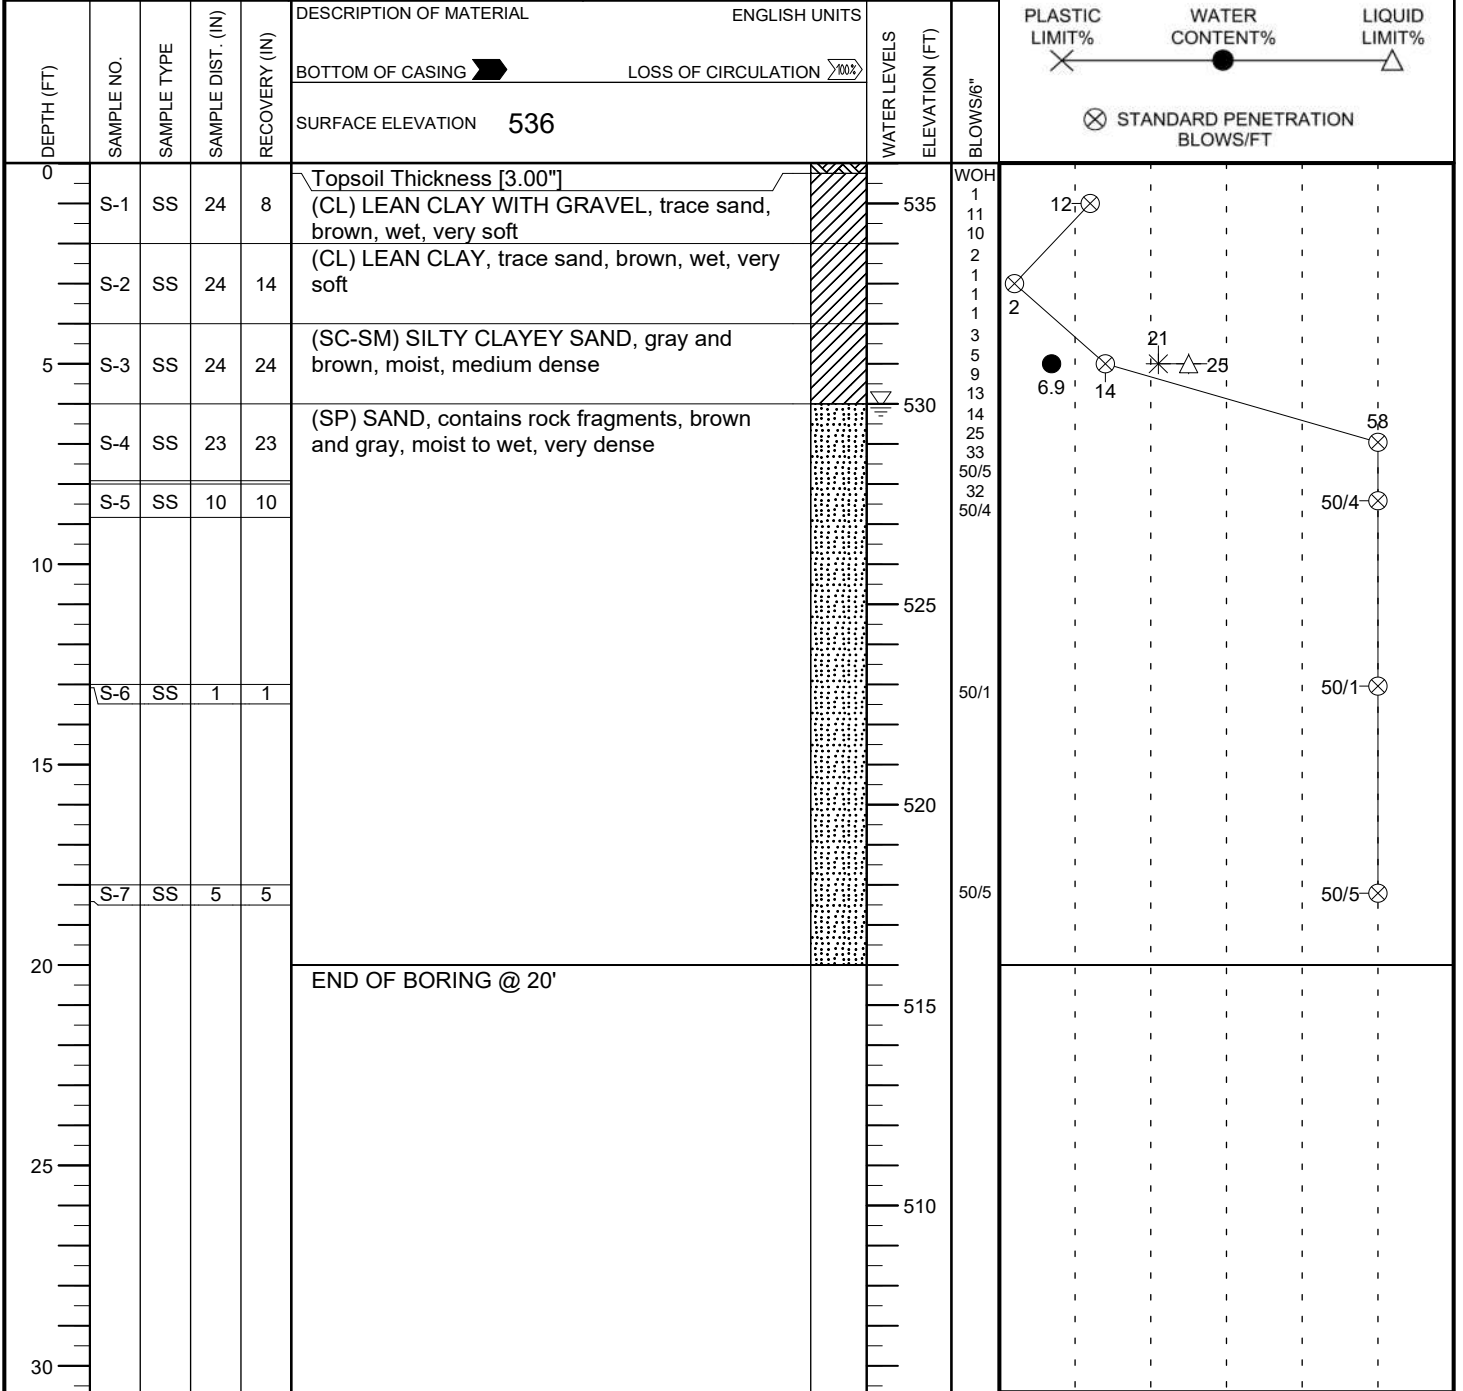 DEPTH (FT)
SAMPLE NO.
SAMPLE TYPE
SAMPLE DIST. (IN)
RECOVERY (IN)
DESCRIPTION OF MATERIAL ENGLISH UNITS
BOTTOM OF CASING LOSS OF CIRCULATION 100%
SURFACE ELEVATION 536
WATER LEVELS
ELEVATION (FT)
BLOWS/6"
PLASTIC LIMIT%
WATER CONTENT%
LIQUID LIMIT%
STANDARD PENETRATION
BLOWS/FT
0
Topsoil Thickness [3.00"]
WOH
1
11
10
S-1 SS 24 8
(CL) LEAN CLAY WITH GRAVEL, trace sand,
brown, wet, very soft
535
12
S-2 SS 24 14
(CL) LEAN CLAY, trace sand, brown, wet, very
soft
2
1
1
1
2
5
S-3 SS 24 24
(SC-SM) SILTY CLAYEY SAND, gray and
brown, moist, medium dense
3
5
9
13
21
25
6.9
14
530
S-4 SS 23 23
(SP) SAND, contains rock fragments, brown
and gray, moist to wet, very dense
14
25
33
50/5
58
S-5 SS 10 10
32
50/4
50/4
10
525
S-6 SS 1 1
50/1
50/1
15
520
S-7 SS 5 5
50/5
50/5
20
END OF BORING @ 20'
515
25
510
30